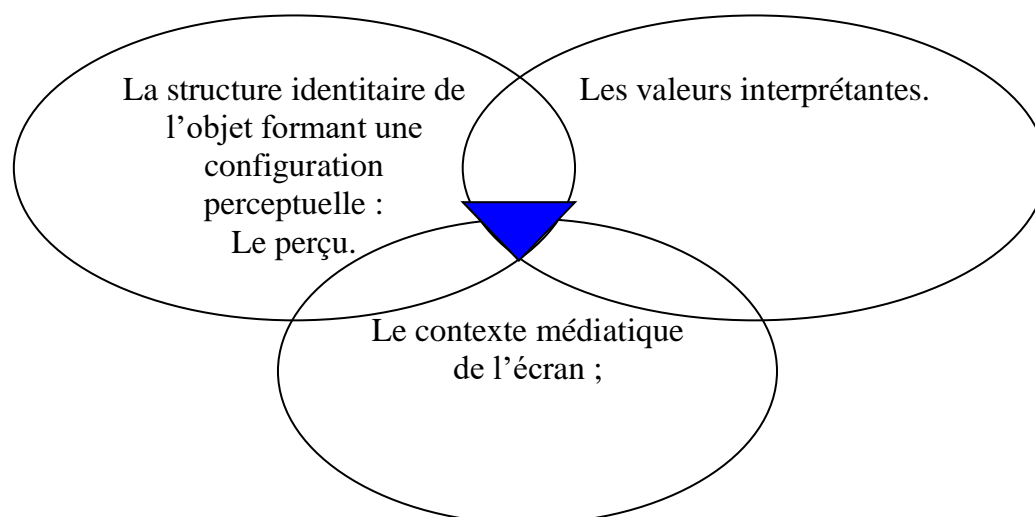 La structure identitaire de
l’objet formant une
configuration
perceptuelle :
Le perçu.
Les valeurs interprétantes.
Le contexte médiatique
de l’écran ;